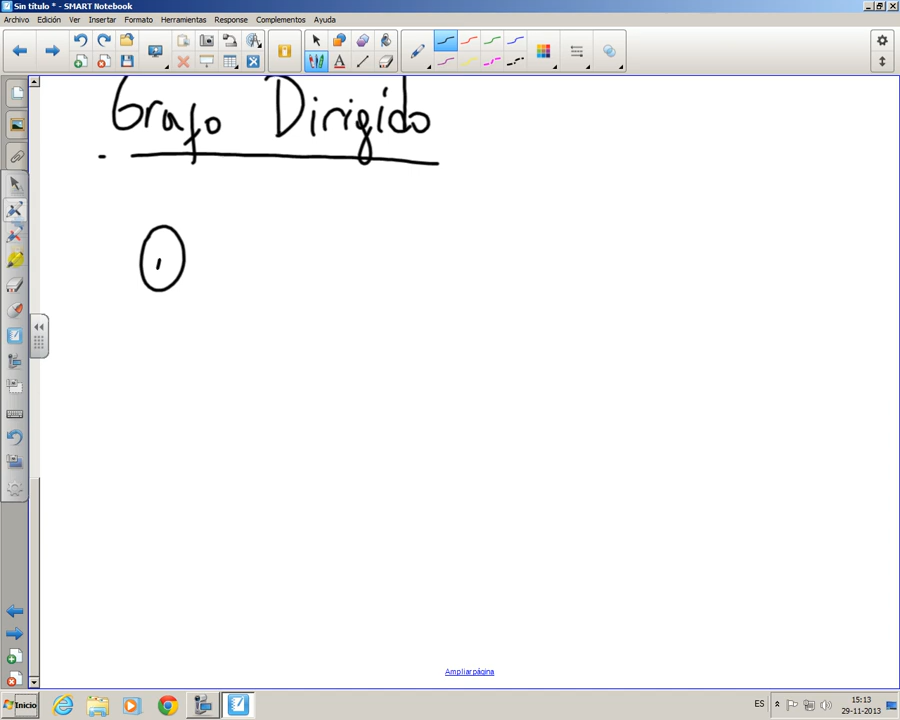 Sin título * - SMART Notebook
Archivo Edición Ver Insertar Formato Herramientas Response Complementos Ayuda
Grafo Dirigido
Ampliar página
Inicio
ES
15:13
29-11-2013